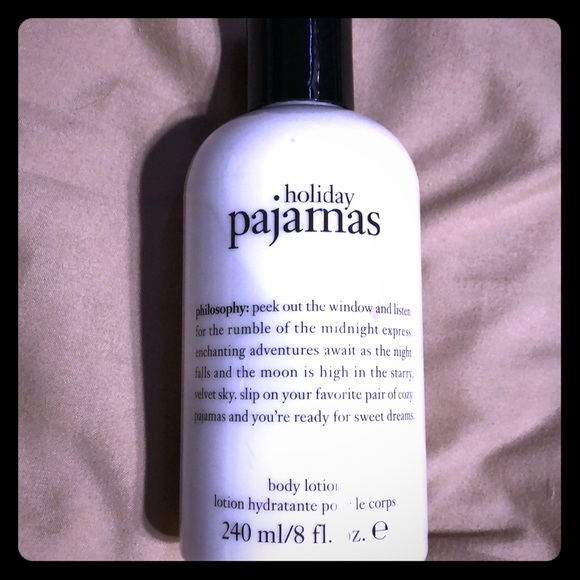 holiday
pajamas
philosophy: peek out the window and listen
for the rumble of the midnight express.
enchanting adventures await as the night
falls and the moon is high in the starry,
velvet sky. slip on your favorite pair of cozy
pajamas and you're ready for sweet dreams.
body lotion
lotion hydratante le corps
240 ml/8 fl. oz. ℮